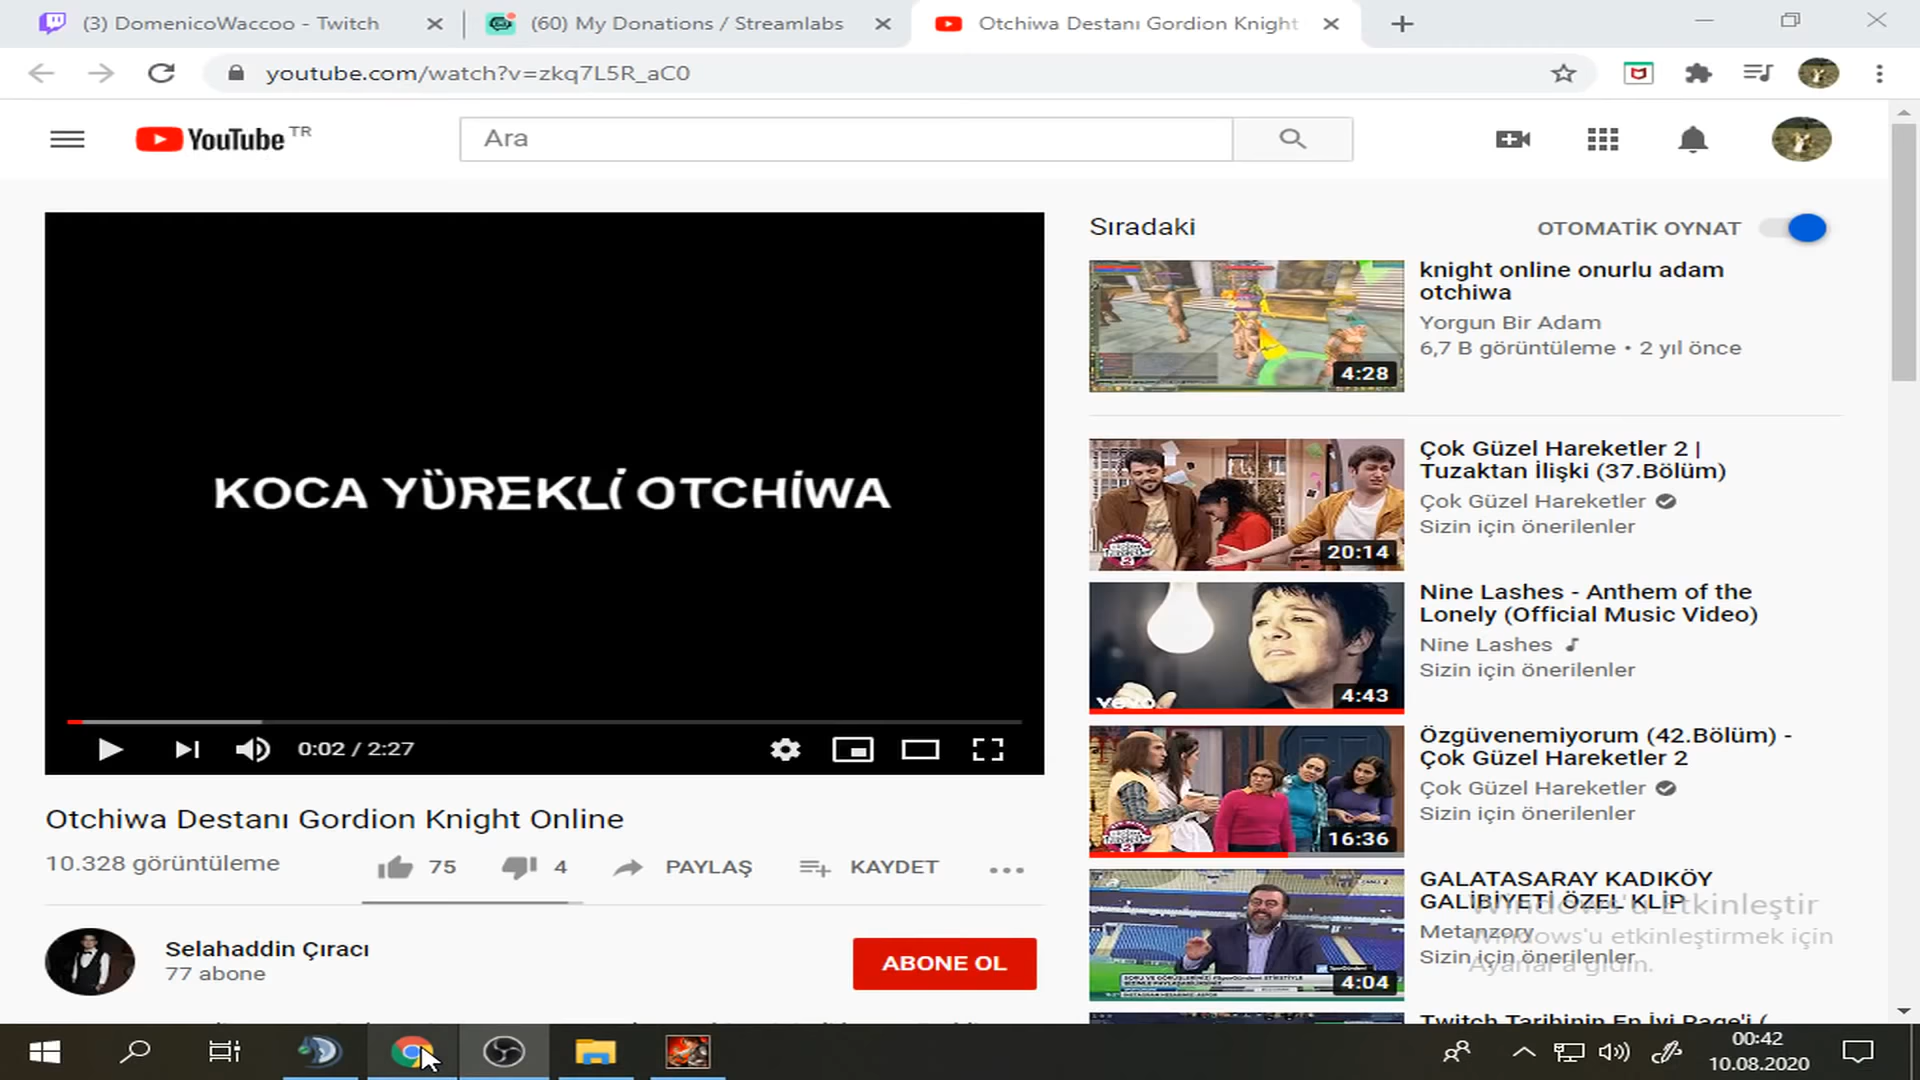 (3) DomenicoWaccoo - Twitch
(60) My Donations / Streamlabs
Otchiwa Destanı Gordion Knight
youtube.com/watch?v=zkq7L5R_aC0
YouTube TR
Ara
KOCA YÜREKLİ OTCHİWA
0:02 / 2:27
Otchiwa Destanı Gordion Knight Online
10.328 görüntüleme
75
4
PAYLAŞ
KAYDET
Selahaddin Çıracı
77 abone
ABONE OL
Sıradaki
OTOMATİK OYNAT
4:28
knight online onurlu adam
otchiwa
Yorgun Bir Adam
6,7 B görüntüleme • 2 yıl önce
20:14
Çok Güzel Hareketler 2 |
Tuzaktan İlişki (37.Bölüm)
Çok Güzel Hareketler
Sizin için önerilenler
vevo
4:43
Nine Lashes - Anthem of the
Lonely (Official Music Video)
Nine Lashes
Sizin için önerilenler
16:36
Özgüvenemiyorum (42.Bölüm) -
Çok Güzel Hareketler 2
Çok Güzel Hareketler
Sizin için önerilenler
4:04
GALATASARAY KADIKÖY
GALİBİYETİ ÖZEL KLİP
Metanzory
Sizin için önerilenler
Windows'u Etkinleştir
Windows'u etkinleştirmek için
Ayarlar'a gidin.
Twitch Tarihinin En İyi Rage'i (
00:42
10.08.2020